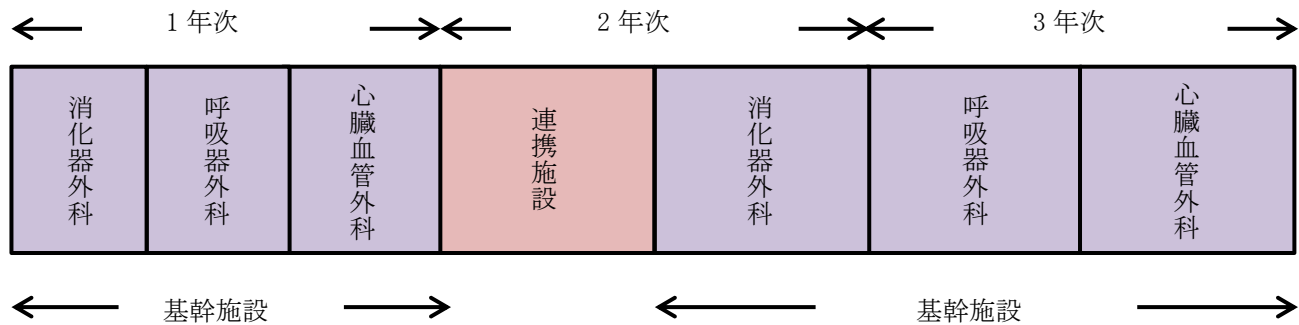 1 年次
2 年次
3 年次
消化器外科
呼吸器外科
心臓血管外科
連携施設
消化器外科
呼吸器外科
心臓血管外科
基幹施設
基幹施設